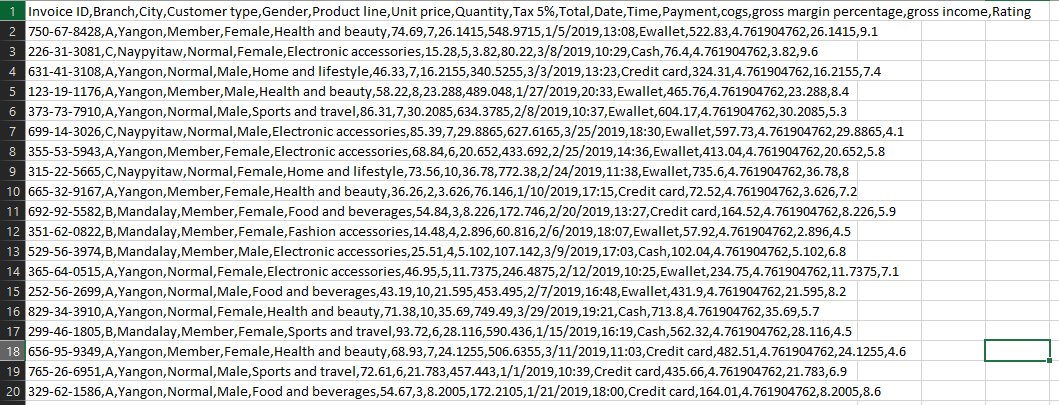 1 Invoice ID,Branch,City,Customer type,Gender,Product line,Unit price,Quantity,Tax 5%,Total,Date,Time,Payment,cogs,gross margin percentage,gross income,Rating
2 750-67-8428,A,Yangon,Member,Female,Health and beauty,74.69,7,26.1415,548.9715,1/5/2019,13:08,Ewallet,522.83,4.761904762,26.1415,9.1
3 226-31-3081,C,Naypyitaw,Normal,Female,Electronic accessories,15.28,5,3.82,80.22,3/8/2019,10:29,Cash,76.4,4.761904762,3.82,9.6
4 631-41-3108,A,Yangon,Normal,Male,Home and lifestyle,46.33,7,16.2155,340.5255,3/3/2019,13:23,Credit card,324.31,4.761904762,16.2155,7.4
5 123-19-1176,A,Yangon,Member,Male,Health and beauty,58.22,8,23.288,489.048,1/27/2019,20:33,Ewallet,465.76,4.761904762,23.288,8.4
6 373-73-7910,A,Yangon,Normal,Male,Sports and travel,86.31,7,30.2085,634.3785,2/8/2019,10:37,Ewallet,604.17,4.761904762,30.2085,5.3
7 699-14-3026,C,Naypyitaw,Normal,Male,Electronic accessories,85.39,7,29.8865,627.6165,3/25/2019,18:30,Ewallet,597.73,4.761904762,29.8865,4.1
8 355-53-5943,A,Yangon,Member,Female,Electronic accessories,68.84,6,20.652,433.692,2/25/2019,14:36,Ewallet,413.04,4.761904762,20.652,5.8
9 315-22-5665,C,Naypyitaw,Normal,Female,Home and lifestyle,73.56,10,36.78,772.38,2/24/2019,11:38,Ewallet,735.6,4.761904762,36.78,8
10 665-32-9167,A,Yangon,Member,Female,Health and beauty,36.26,2,3.626,76.146,1/10/2019,17:15,Credit card,72.52,4.761904762,3.626,7.2
11 692-92-5582,B,Mandalay,Member,Female,Food and beverages,54.84,3,8.226,172.746,2/20/2019,13:27,Credit card,164.52,4.761904762,8.226,5.9
12 351-62-0822,B,Mandalay,Member,Female,Fashion accessories,14.48,4,2.896,60.816,2/6/2019,18:07,Ewallet,57.92,4.761904762,2.896,4.5
13 529-56-3974,B,Mandalay,Member,Male,Electronic accessories,25.51,4,5.102,107.142,3/9/2019,17:03,Cash,102.04,4.761904762,5.102,6.8
14 365-64-0515,A,Yangon,Normal,Female,Electronic accessories,46.95,5,11.7375,246.4875,2/12/2019,10:25,Ewallet,234.75,4.761904762,11.7375,7.1
15 252-56-2699,A,Yangon,Normal,Male,Food and beverages,43.19,10,21.595,453.495,2/7/2019,16:48,Ewallet,431.9,4.761904762,21.595,8.2
16 829-34-3910,A,Yangon,Normal,Female,Health and beauty,71.38,10,35.69,749.49,3/29/2019,19:21,Cash,713.8,4.761904762,35.69,5.7
17 299-46-1805,B,Mandalay,Member,Female,Sports and travel,93.72,6,28.116,590.436,1/15/2019,16:19,Cash,562.32,4.761904762,28.116,4.5
18 656-95-9349,A,Yangon,Member,Female,Health and beauty,68.93,7,24.1255,506.6355,3/11/2019,11:03,Credit card,482.51,4.761904762,24.1255,4.6
19 765-26-6951,A,Yangon,Normal,Male,Sports and travel,72.61,6,21.783,457.443,1/1/2019,10:39,Credit card,435.66,4.761904762,21.783,6.9
20 329-62-1586,A,Yangon,Normal,Male,Food and beverages,54.67,3,8.2005,172.2105,1/21/2019,18:00,Credit card,164.01,4.761904762,8.2005,8.6